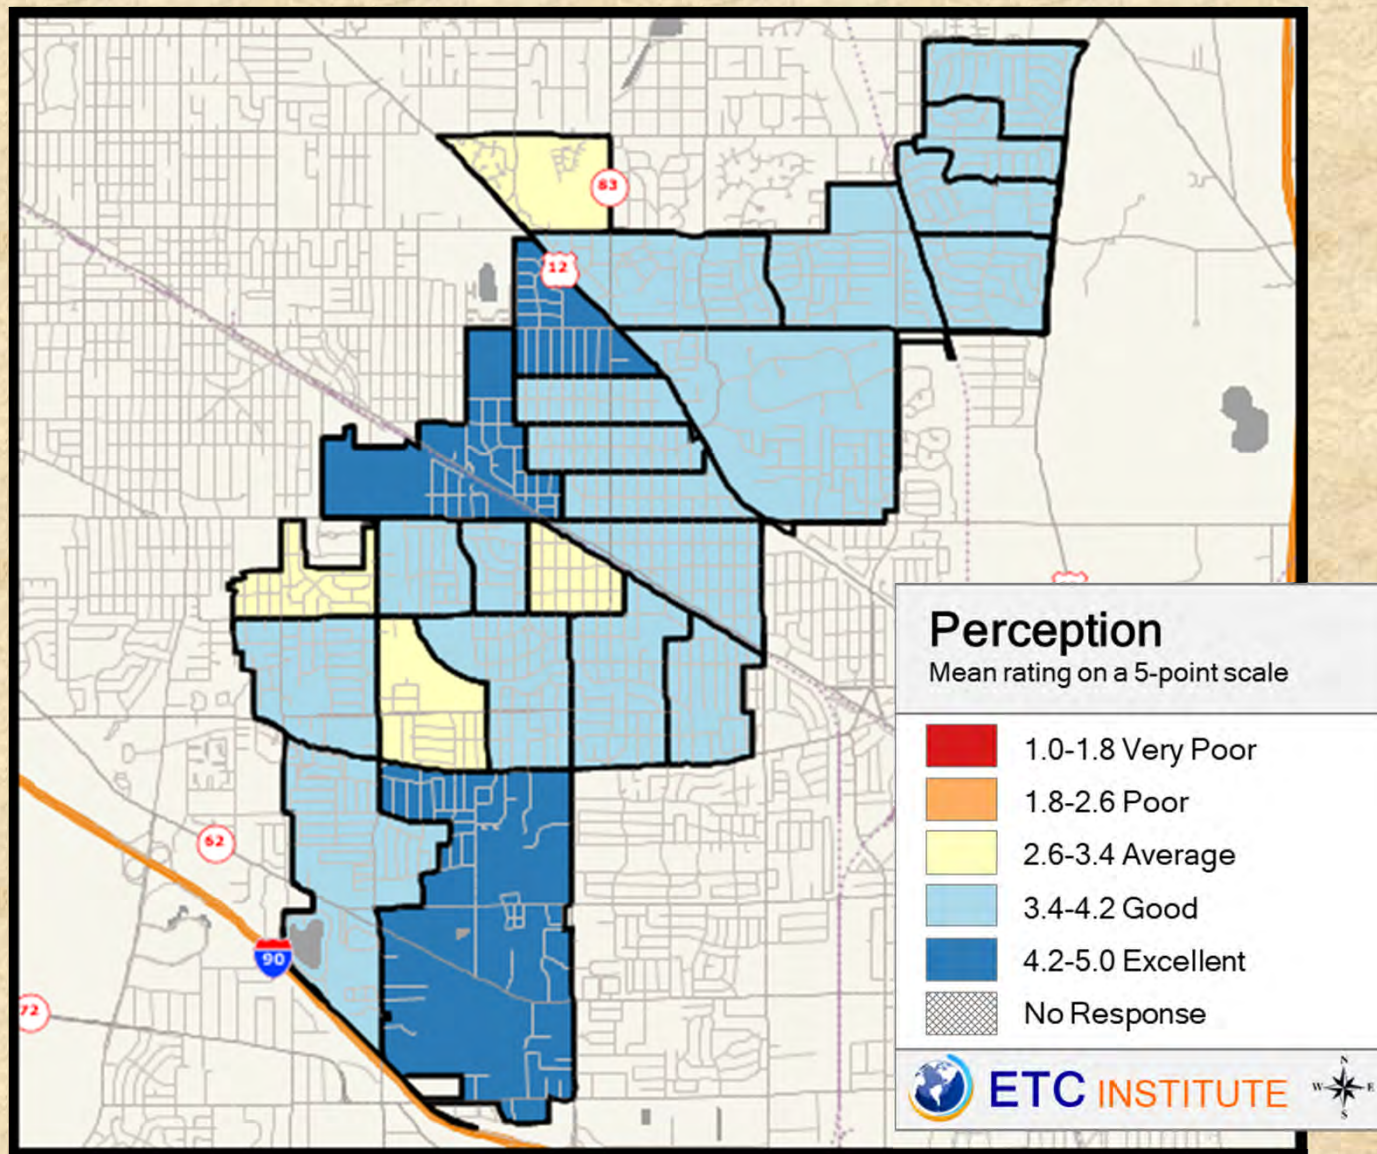 83
12
62
90
72
Perception
Mean rating on a 5-point scale
1.0-1.8 Very Poor
1.8-2.6 Poor
2.6-3.4 Average
3.4-4.2 Good
4.2-5.0 Excellent
No Response
ETC INSTITUTE
N
W E
S